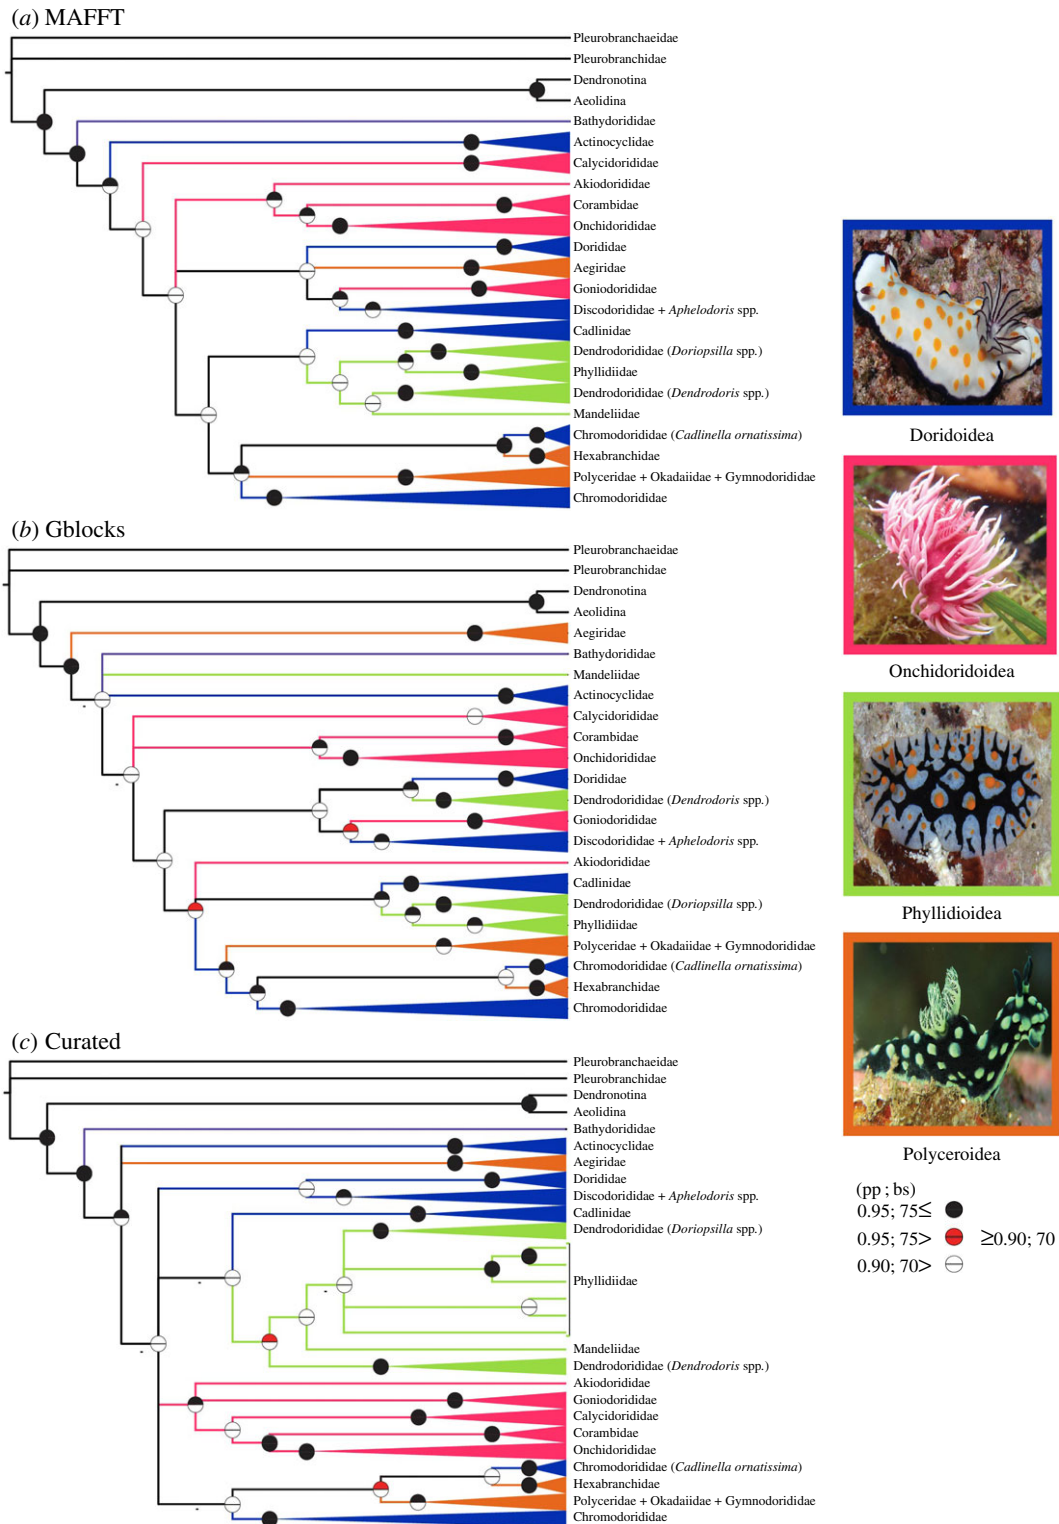 (a) MAFFT
Pleurobranchaeidae
Pleurobranchidae
Dendronotina
Aeolidina
Bathydorididae
Actinocyclidae
Calycidorididae
Akiodorididae
Corambidae
Onchidorididae
Dorididae
Aegiridae
Goniodorididae
Discodorididae + Aphelodoris spp.
Cadlinidae
Dendrodorididae (Doriopsilla spp.)
Phyllidiidae
Dendrodorididae (Dendrodoris spp.)
Mandeliidae
Chromodorididae (Cadlinella ornatissima)
Hexabranchidae
Polyceridae + Okadaiidae + Gymnodorididae
Chromodorididae
(b) Gblocks
Pleurobranchaeidae
Pleurobranchidae
Dendronotina
Aeolidina
Aegiridae
Bathydorididae
Mandeliidae
Actinocyclidae
Calycidorididae
Corambidae
Onchidorididae
Dorididae
Dendrodorididae (Dendrodoris spp.)
Goniodorididae
Discodorididae + Aphelodoris spp.
Akiodorididae
Cadlinidae
Dendrodorididae (Doriopsilla spp.)
Phyllidiidae
Polyceridae + Okadaiidae + Gymnodorididae
Chromodorididae (Cadlinella ornatissima)
Hexabranchidae
Chromodorididae
(c) Curated
Pleurobranchaeidae
Pleurobranchidae
Dendronotina
Aeolidina
Bathydorididae
Actinocyclidae
Aegiridae
Dorididae
Discodorididae + Aphelodoris spp.
Cadlinidae
Dendrodorididae (Doriopsilla spp.)
Phyllidiidae
Mandeliidae
Dendrodorididae (Dendrodoris spp.)
Akiodorididae
Goniodorididae
Calycidorididae
Corambidae
Onchidorididae
Chromodorididae (Cadlinella ornatissima)
Hexabranchidae
Polyceridae + Okadaiidae + Gymnodorididae
Chromodorididae
Doridoidea
Onchidoridoidea
Phyllidioidea
Polyceroidea
(pp; bs)
0.95; 75≤
0.95; 75> ≥0.90; 70
0.90; 70>